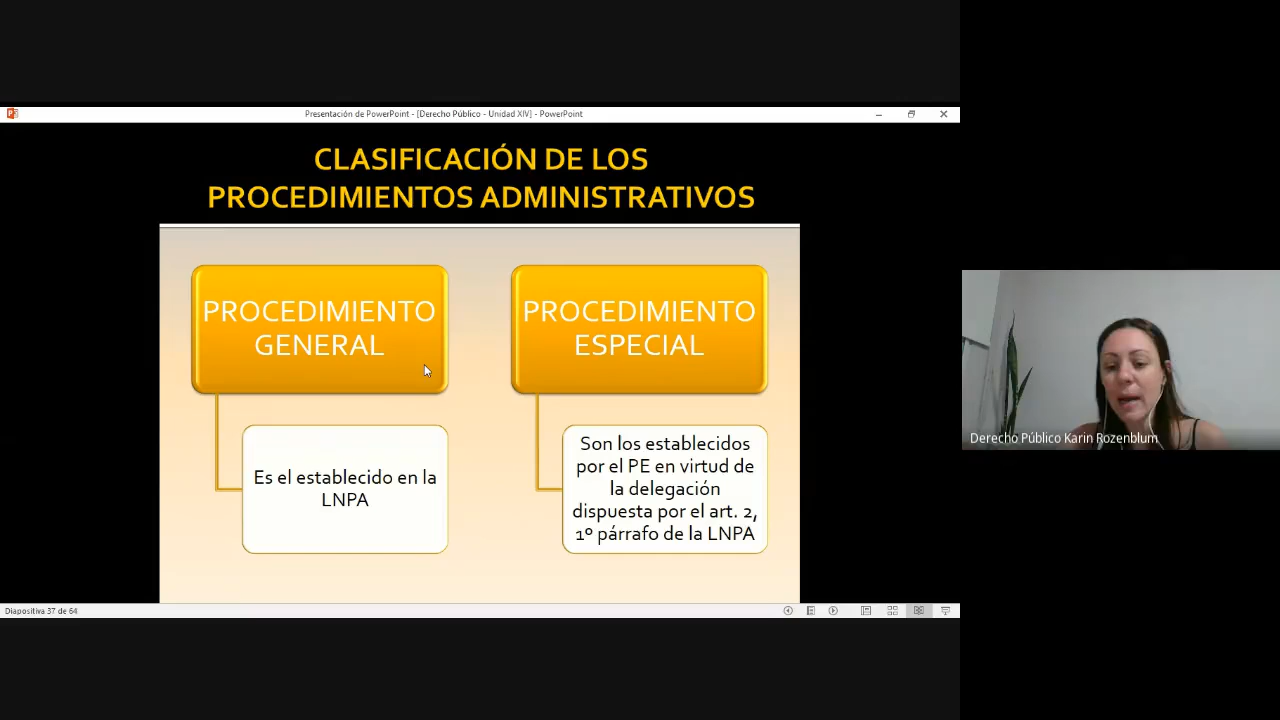 Presentación de PowerPoint - [Derecho Público - Unidad XIV] - PowerPoint
CLASIFICACIÓN DE LOS
PROCEDIMIENTOS ADMINISTRATIVOS
PROCEDIMIENTO
GENERAL
Es el establecido en la
LNPA
PROCEDIMIENTO
ESPECIAL
Son los establecidos
por el PE en virtud de
la delegación
dispuesta por el art. 2,
1º párrafo de la LNPA
Derecho Público Karin Rozenblum
Diapositiva 37 de 64